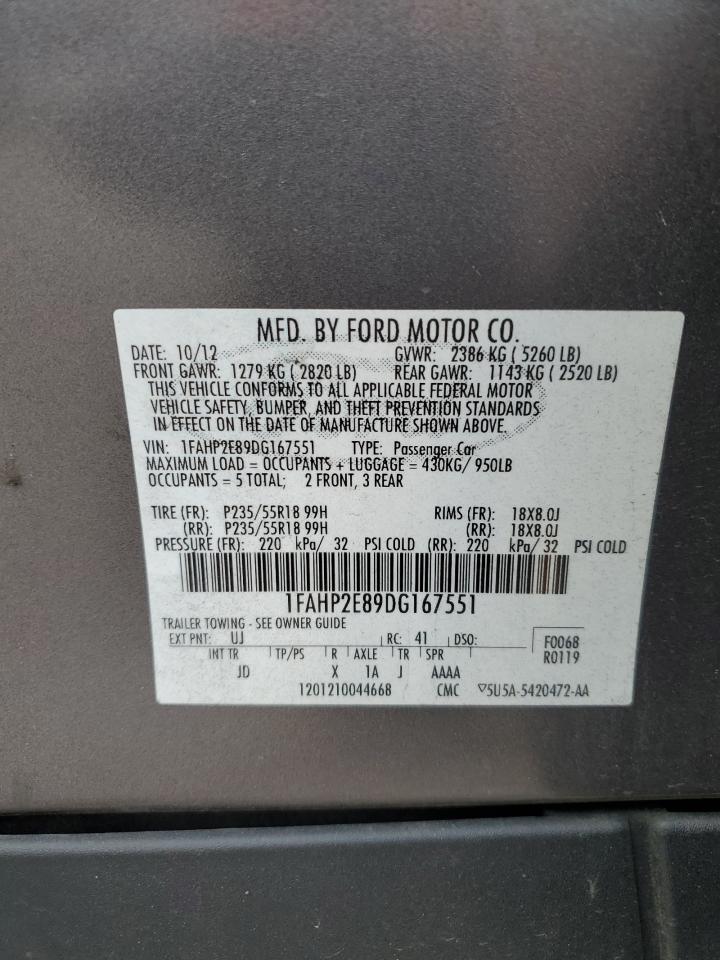 MFD. BY FORD MOTOR CO.
DATE: 10/12 GVWR: 2386 KG ( 5260 LB)
FRONT GAWR: 1279 KG ( 2820 LB) REAR GAWR: 1143 KG ( 2520 LB)
THIS VEHICLE CONFORMS TO ALL APPLICABLE FEDERAL MOTOR
VEHICLE SAFETY, BUMPER, AND THEFT PREVENTION STANDARDS
IN EFFECT ON THE DATE OF MANUFACTURE SHOWN ABOVE.
VIN: 1FAHP2E89DG167551 TYPE: Passenger Car
MAXIMUM LOAD = OCCUPANTS + LUGGAGE = 430KG/ 950LB
OCCUPANTS = 5 TOTAL; 2 FRONT, 3 REAR
TIRE (FR): P235/55R18 99H RIMS (FR): 18X8.0J
(RR): P235/55R18 99H (RR): 18X8.0J
PRESSURE (FR): 220 kPa/ 32 PSI COLD (RR): 220 kPa/ 32 PSI COLD
1FAHP2E89DG167551
TRAILER TOWING - SEE OWNER GUIDE
EXT PNT: UJ RC: 41 DSO: F0068
INT TR TP/PS R AXLE TR SPR R0119
JD X 1A J AAAA
1201210044668 CMC ▽5U5A-5420472-AA